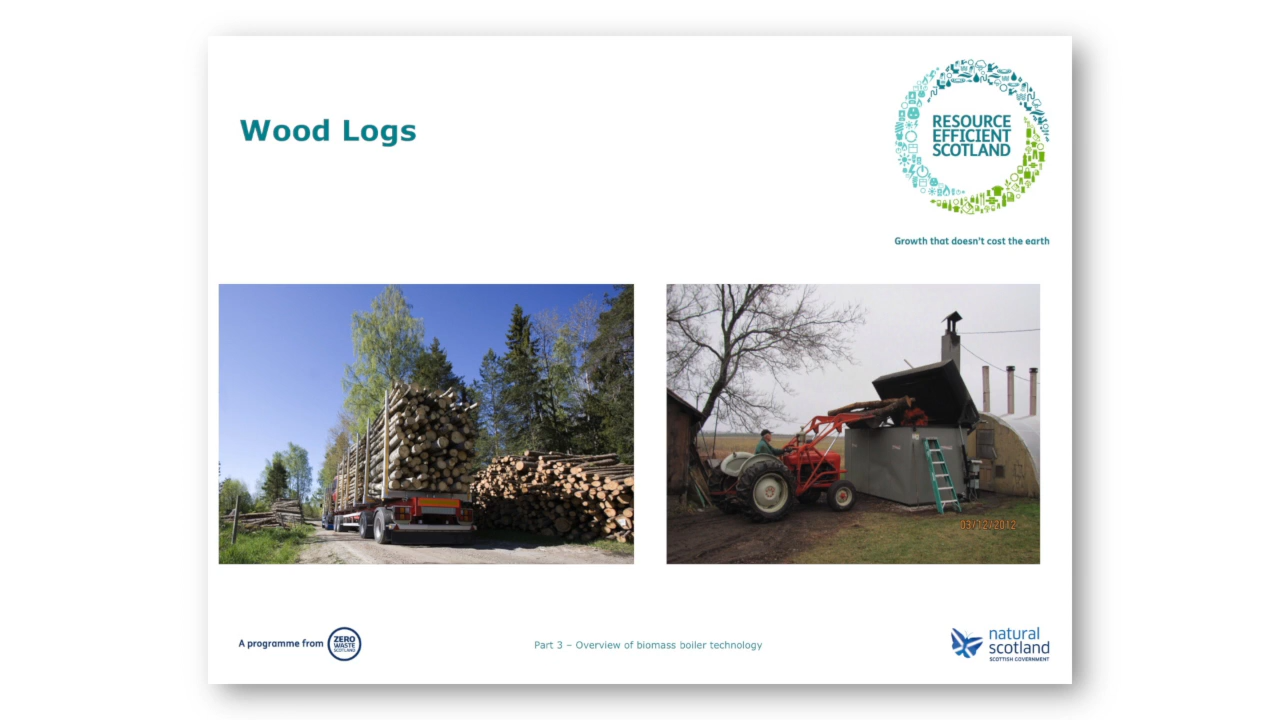 Wood Logs
RESOURCE
EFFICIENT
SCOTLAND
Growth that doesn't cost the earth
03/12/2012
A programme from
ZERO
WASTE
SCOTLAND
Part 3 – Overview of biomass boiler technology
natural
scotland
SCOTTISH GOVERNMENT